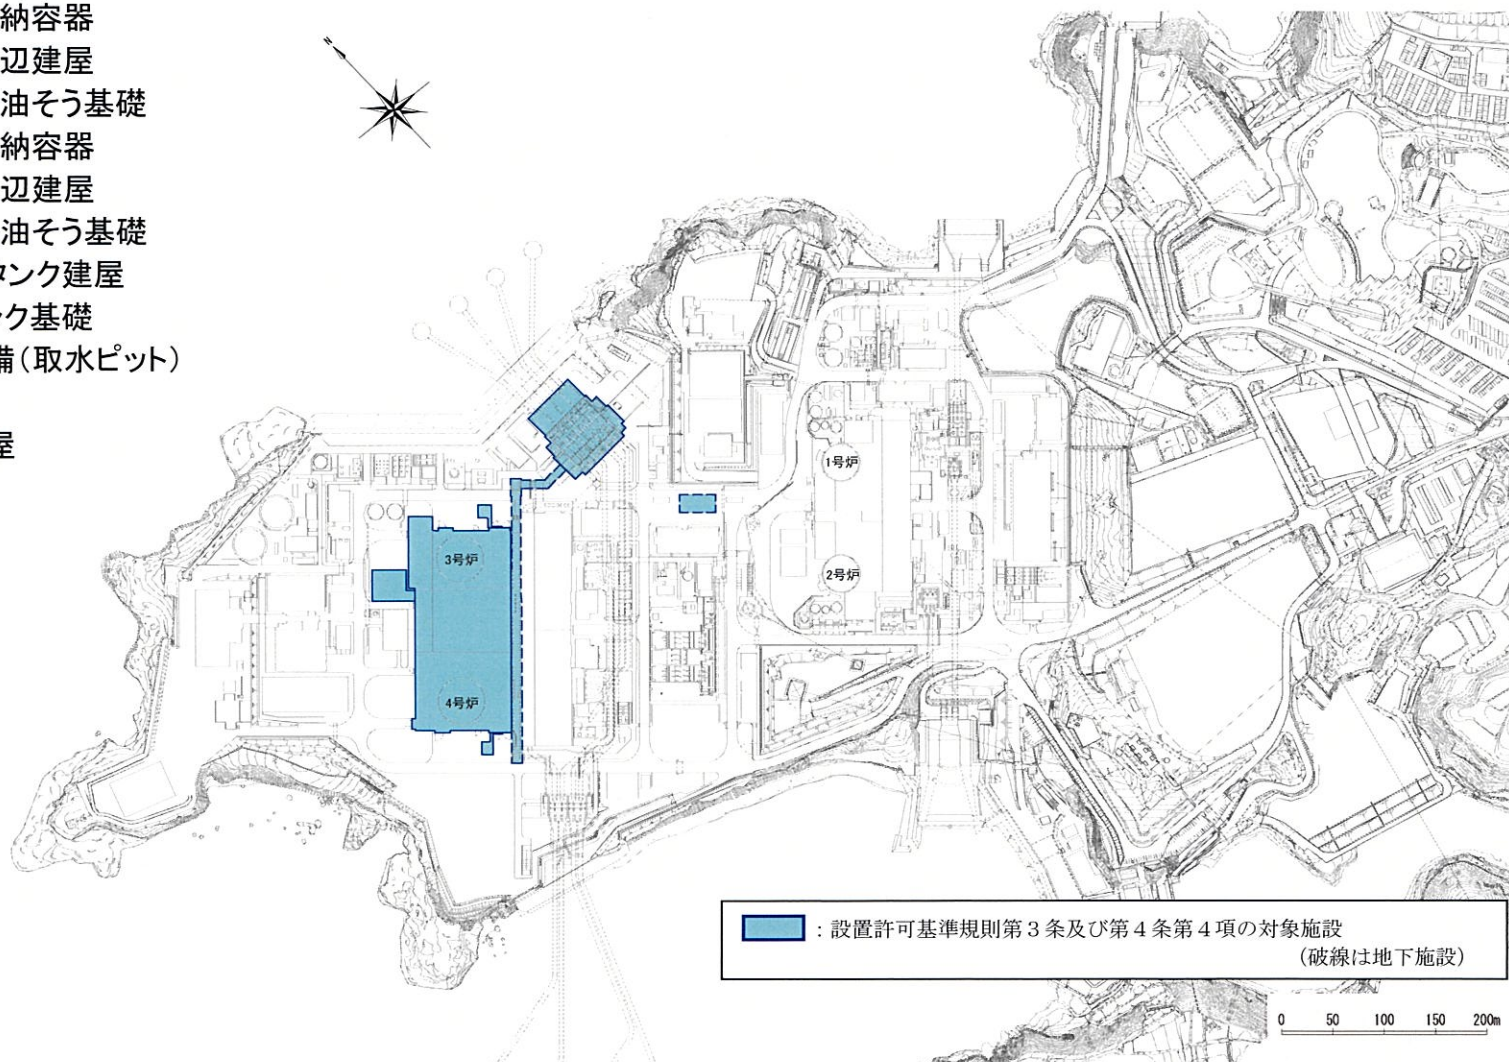 納容器
辺建屋
油そう基礎
納容器
辺建屋
油そう基礎
タンク建屋
ク基礎
備（取水ピット）
屋
N
1号炉
2号炉
3号炉
4号炉
：設置許可基準規則第３条及び第４条第４項の対象施設
（破線は地下施設）
0 50 100 150 200m